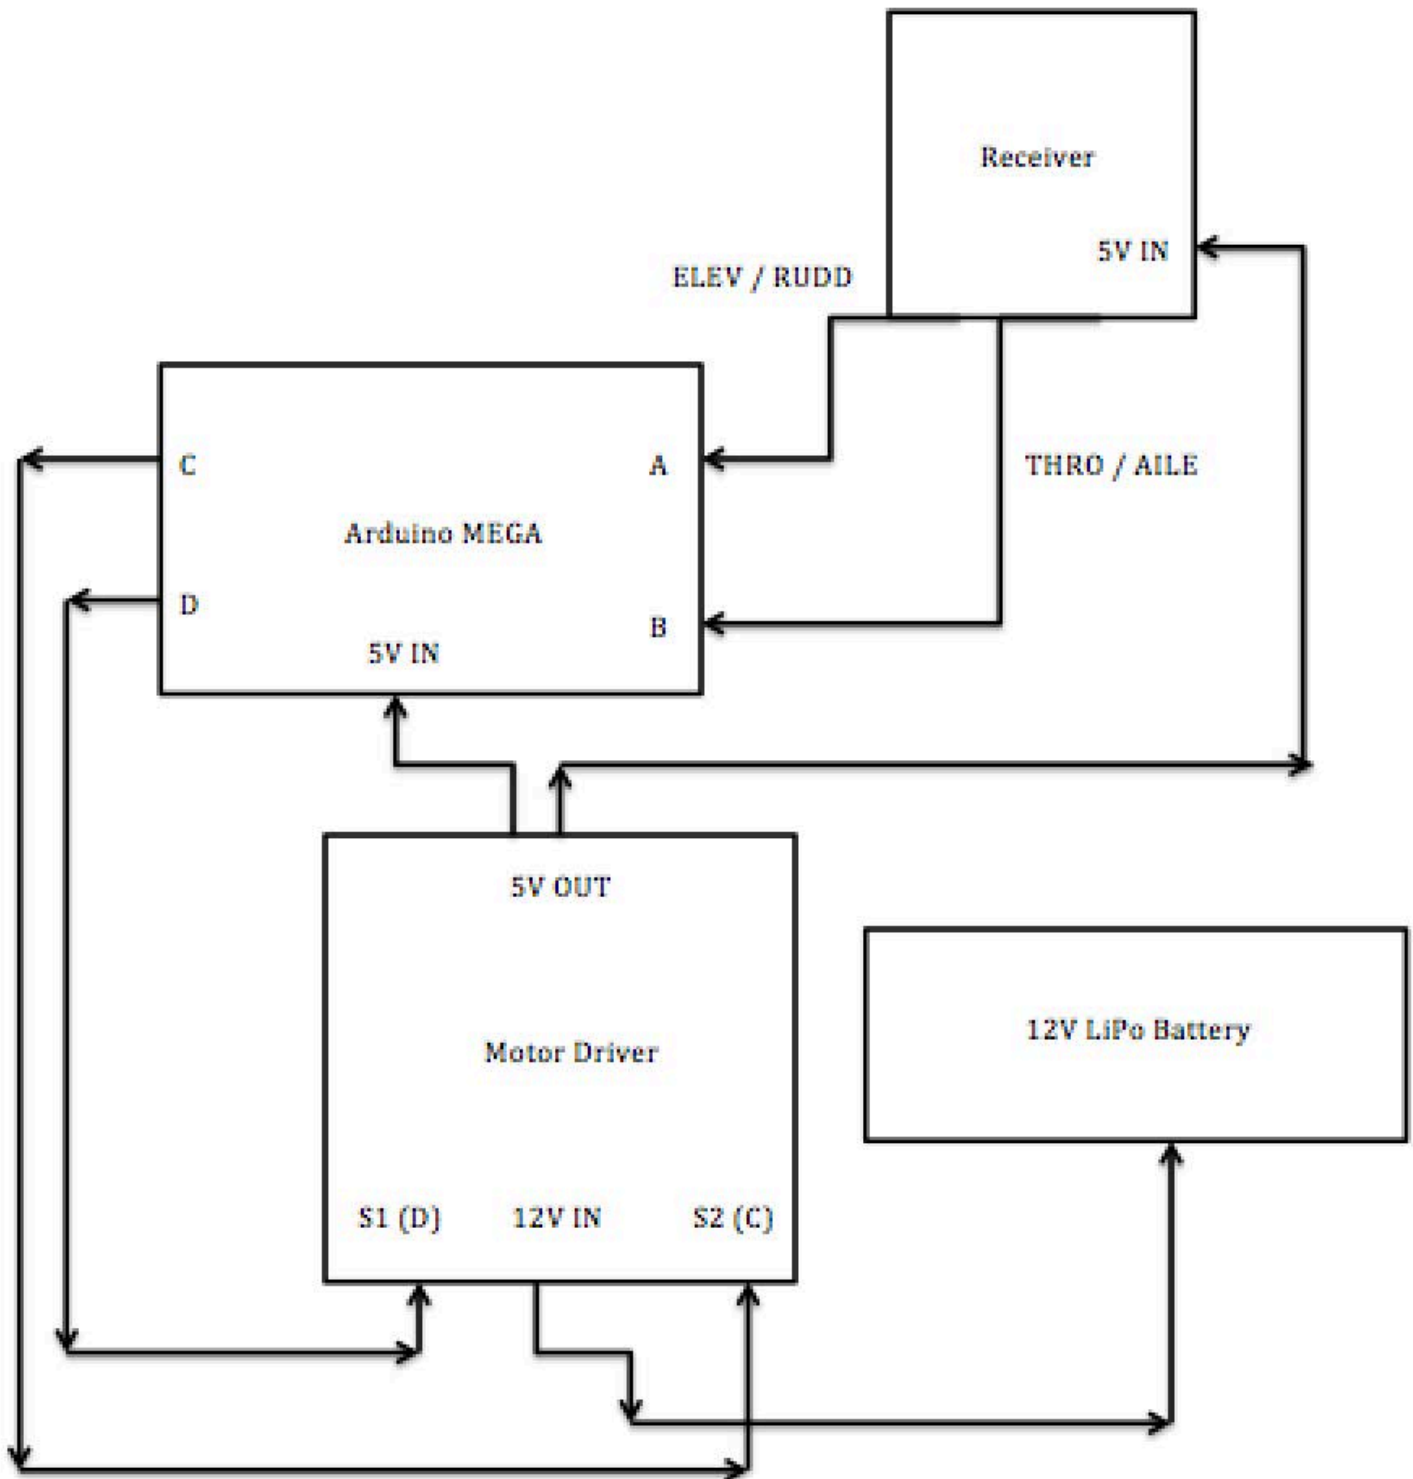 Receiver
5V IN
ELEV / RUDD
C
A
THRO / AILE
Arduino MEGA
D
B
5V IN
5V OUT
12V LiPo Battery
Motor Driver
S1 (D)
12V IN
S2 (C)